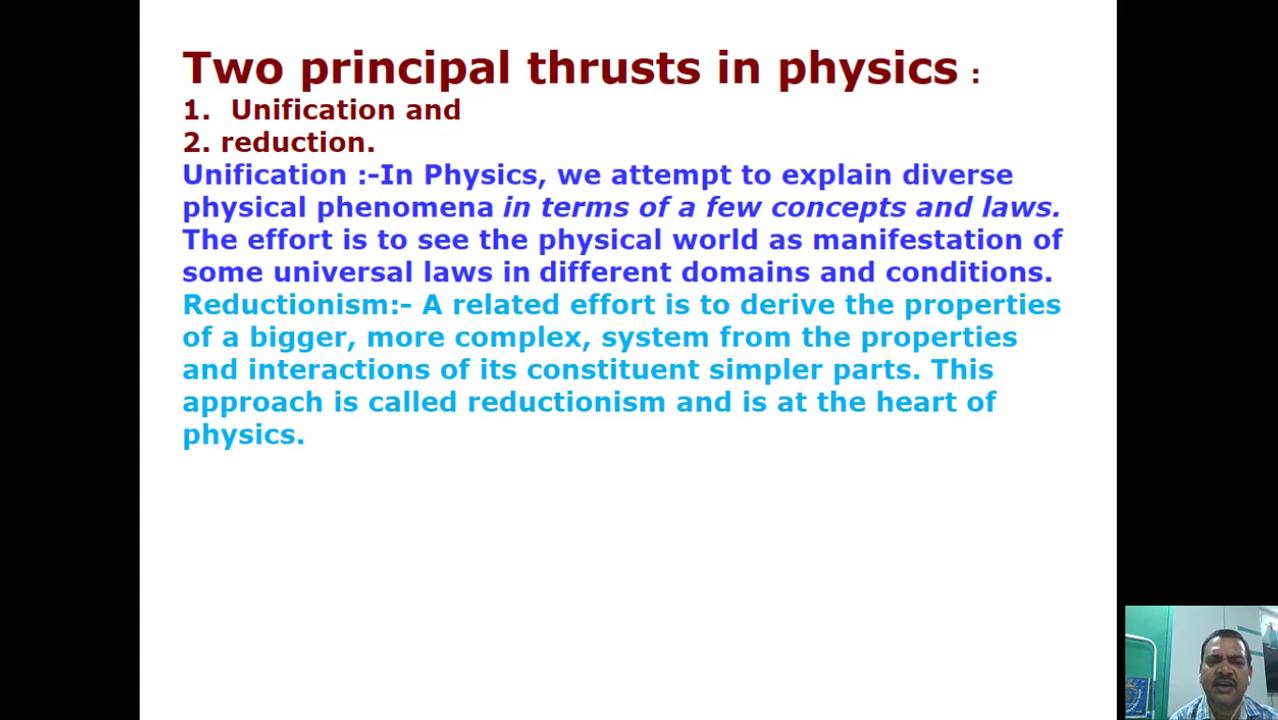 Two principal thrusts in physics :
1. Unification and
2. reduction.
Unification :-In Physics, we attempt to explain diverse
physical phenomena in terms of a few concepts and laws.
The effort is to see the physical world as manifestation of
some universal laws in different domains and conditions.
Reductionism:- A related effort is to derive the properties
of a bigger, more complex, system from the properties
and interactions of its constituent simpler parts. This
approach is called reductionism and is at the heart of
physics.